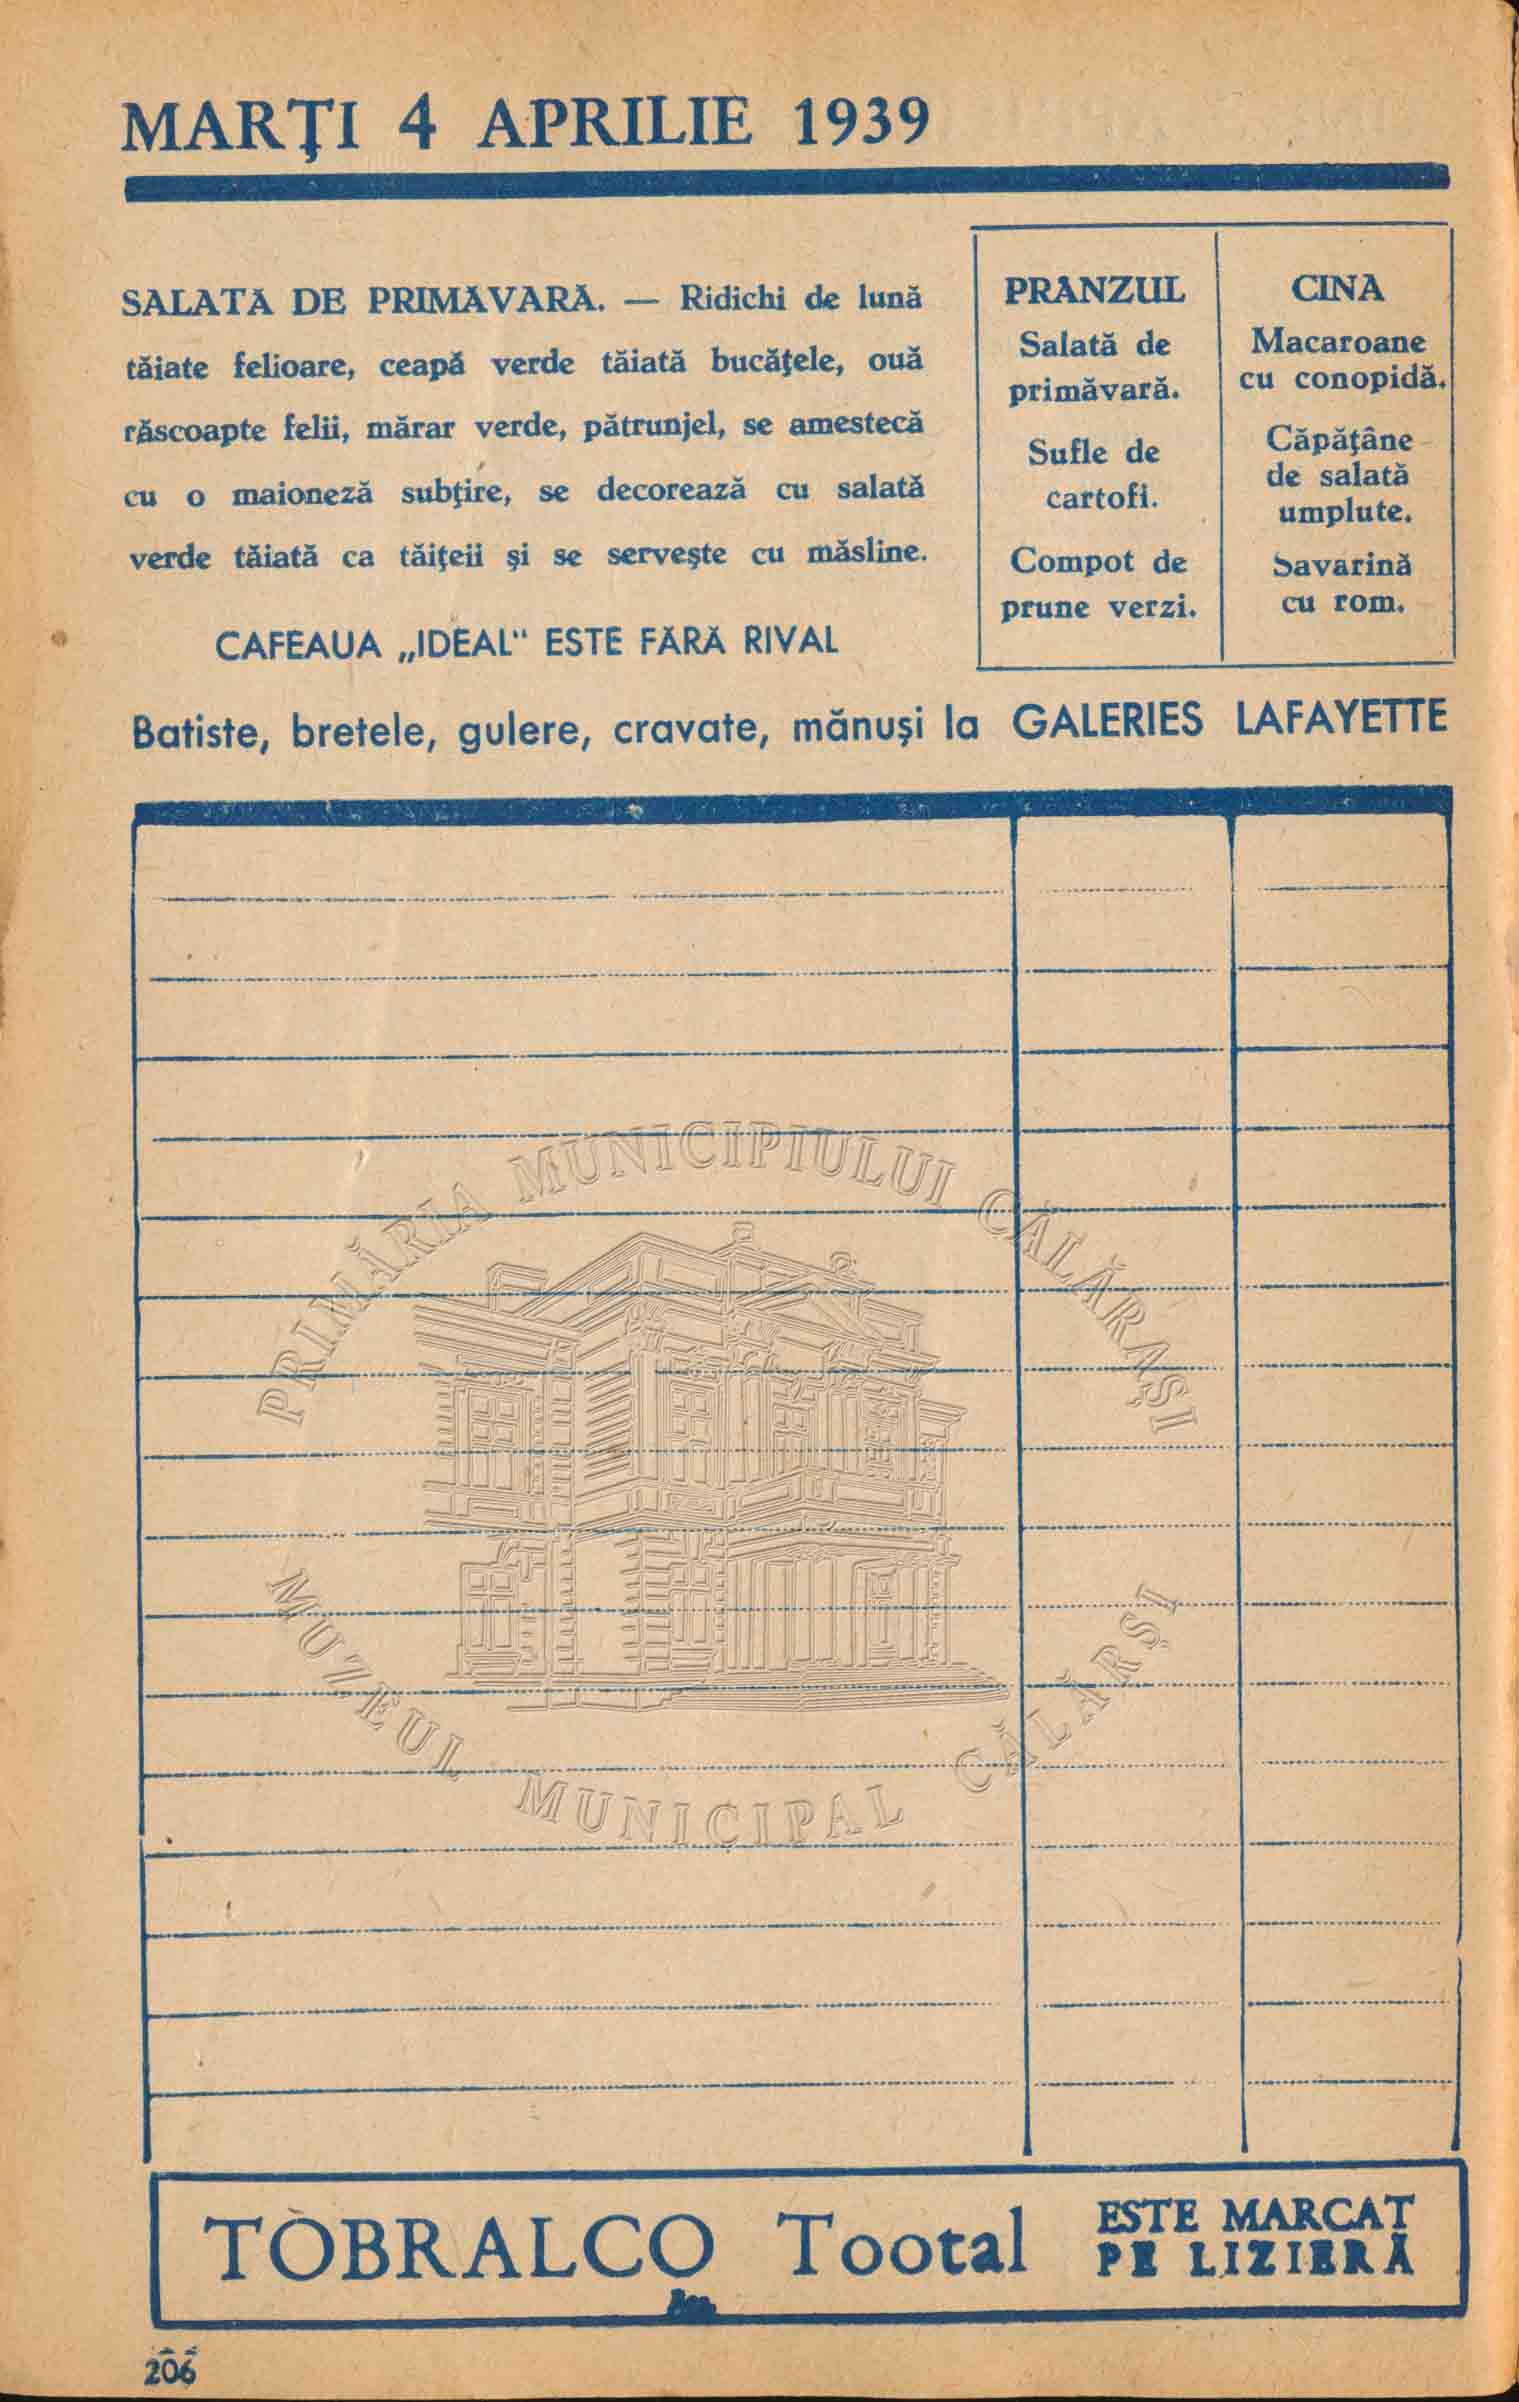 MARŢI 4 APRILIE 1939
SALATĂ DE PRIMĂVARĂ. — Ridichi de lună
tăiate felioare, ceapă verde tăiată bucăţele, ouă
răscoapte felii, mărar verde, pătrunjel, se amestecă
cu o maioneză subţire, se decorează cu salată
verde tăiată ca tăiţeii şi se serveşte cu măsline.
CAFEAUA „IDEAL" ESTE FĂRĂ RIVAL
PRANZUL
Salată de
primăvară.
Sufle de
cartofi.
Compot de
prune verzi.
CINA
Macaroane
cu conopidă.
Căpăţâne
de salată
umplute.
Savarină
cu rom.
Batiste, bretele, gulere, cravate, mănuşi la GALERIES LAFAYETTE
PRIMĂRIA MUNICIPIULUI CĂLĂRAȘI
MUZEUL MUNICIPAL CĂLĂRȘI
TOBRALCO Tootal
ESTE MARCAT
PE LIZIERĂ
206